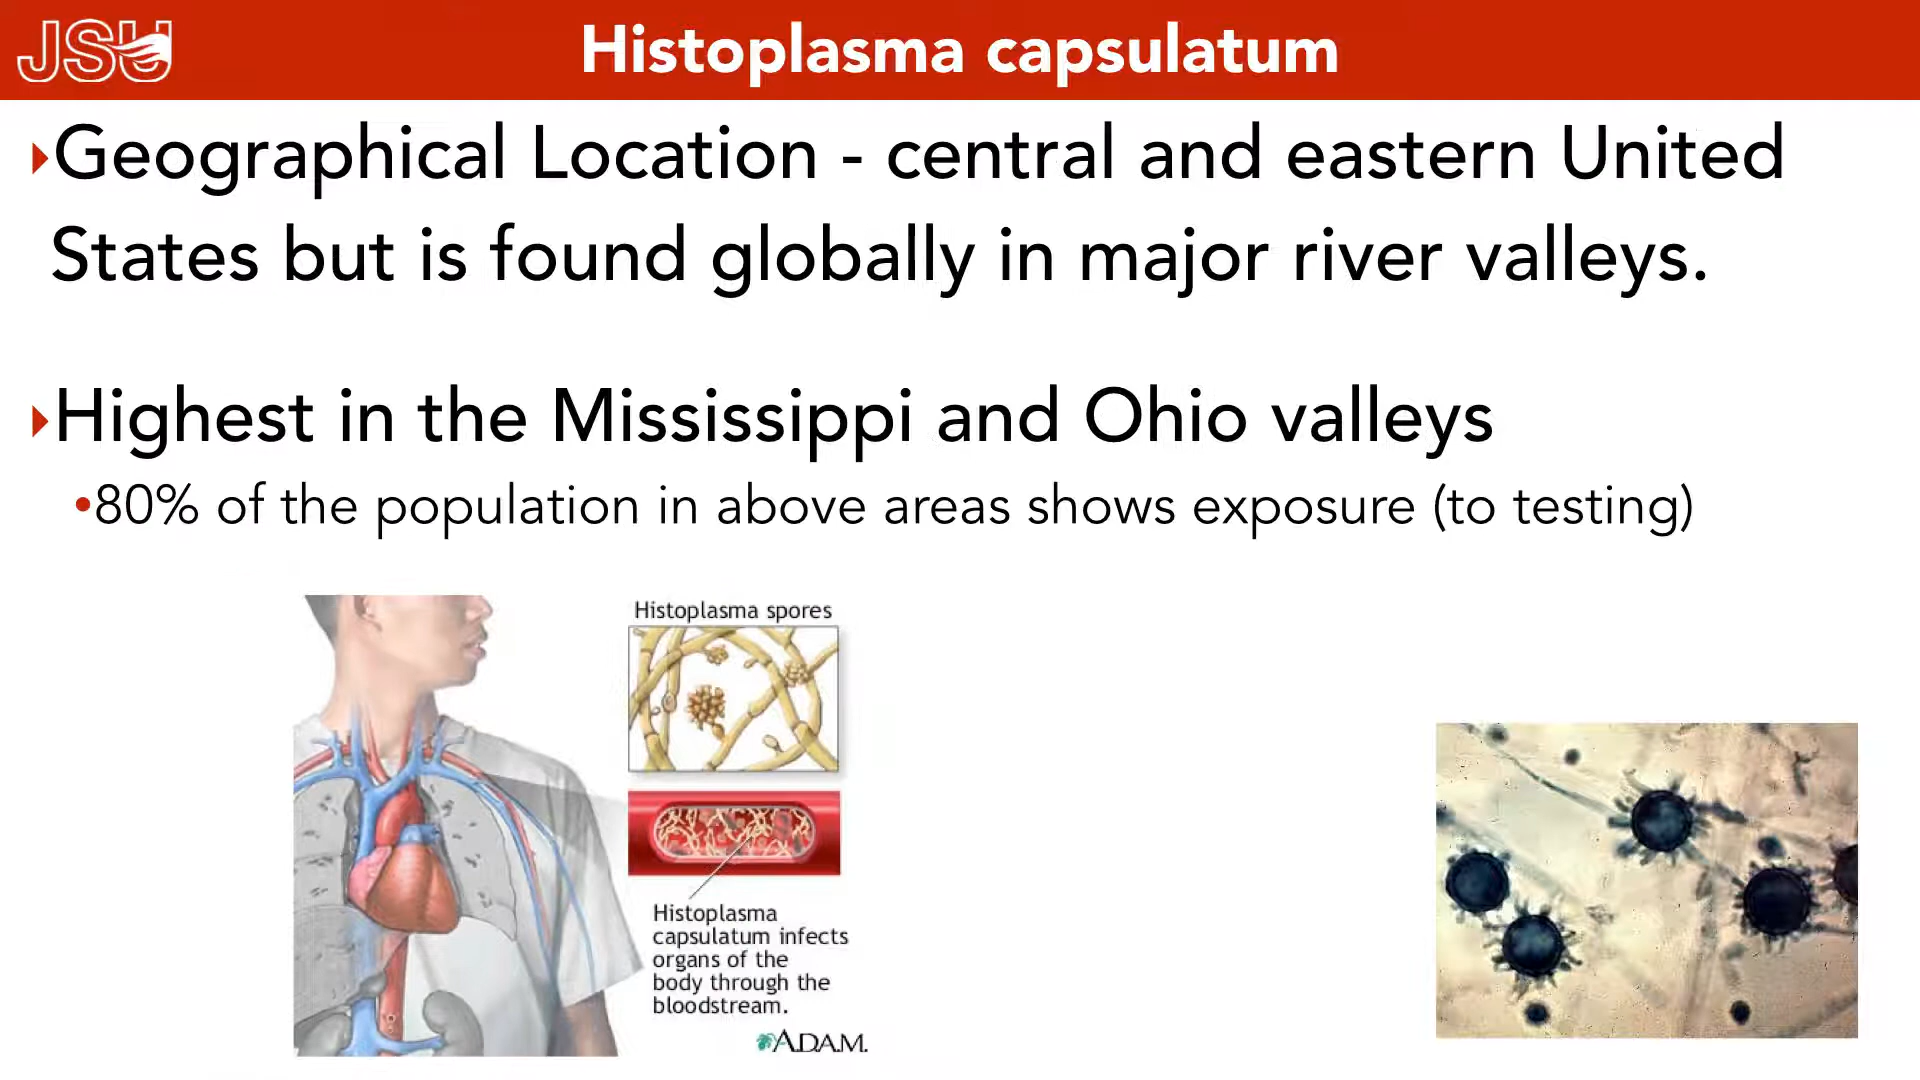 JSU
Histoplasma capsulatum
‣Geographical Location - central and eastern United
States but is found globally in major river valleys.
‣Highest in the Mississippi and Ohio valleys
•80% of the population in above areas shows exposure (to testing)
Histoplasma spores
Histoplasma
capsulatum infects
organs of the
body through the
bloodstream.
A.D.A.M.